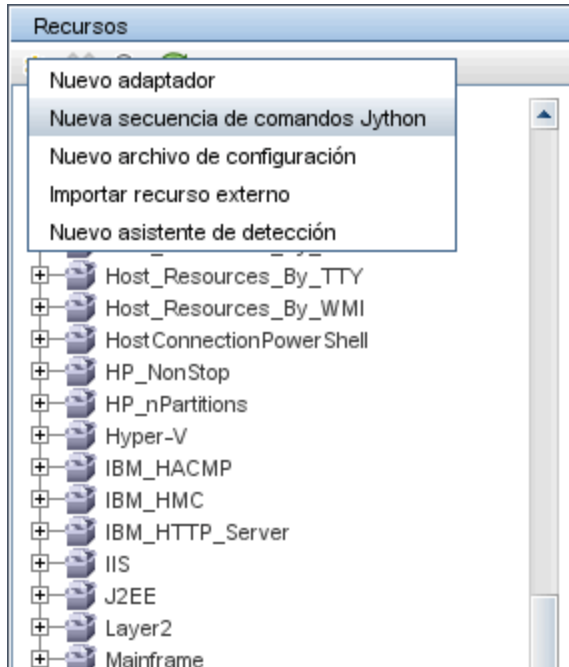 Recursos
Nuevo adaptador
Nueva secuencia de comandos Jython
Nuevo archivo de configuración
Importar recurso externo
Nuevo asistente de detección
Host_Resources_By_TTY
Host_Resources_By_WMI
HostConnectionPowerShell
HP_NonStop
HP_nPartitions
Hyper-V
IBM_HACMP
IBM_HMC
IBM_HTTP_Server
IIS
J2EE
Layer2
Mainframe